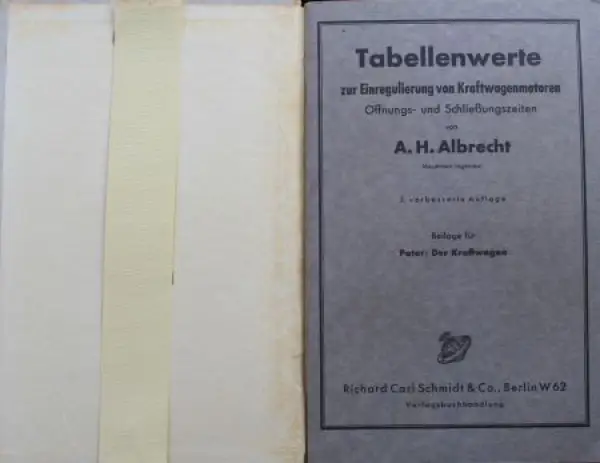 Tabellenwerte
zur Einregulierung von Kraftwagenmotoren
Öffnungs- und Schließungszeiten
von
A. H. Albrecht
verbesserte Auflage
Beilage für
Peter: Der Kraftwagen
Richard Carl Schmidt & Co., Berlin W 62
Verlagsbuchhandlung